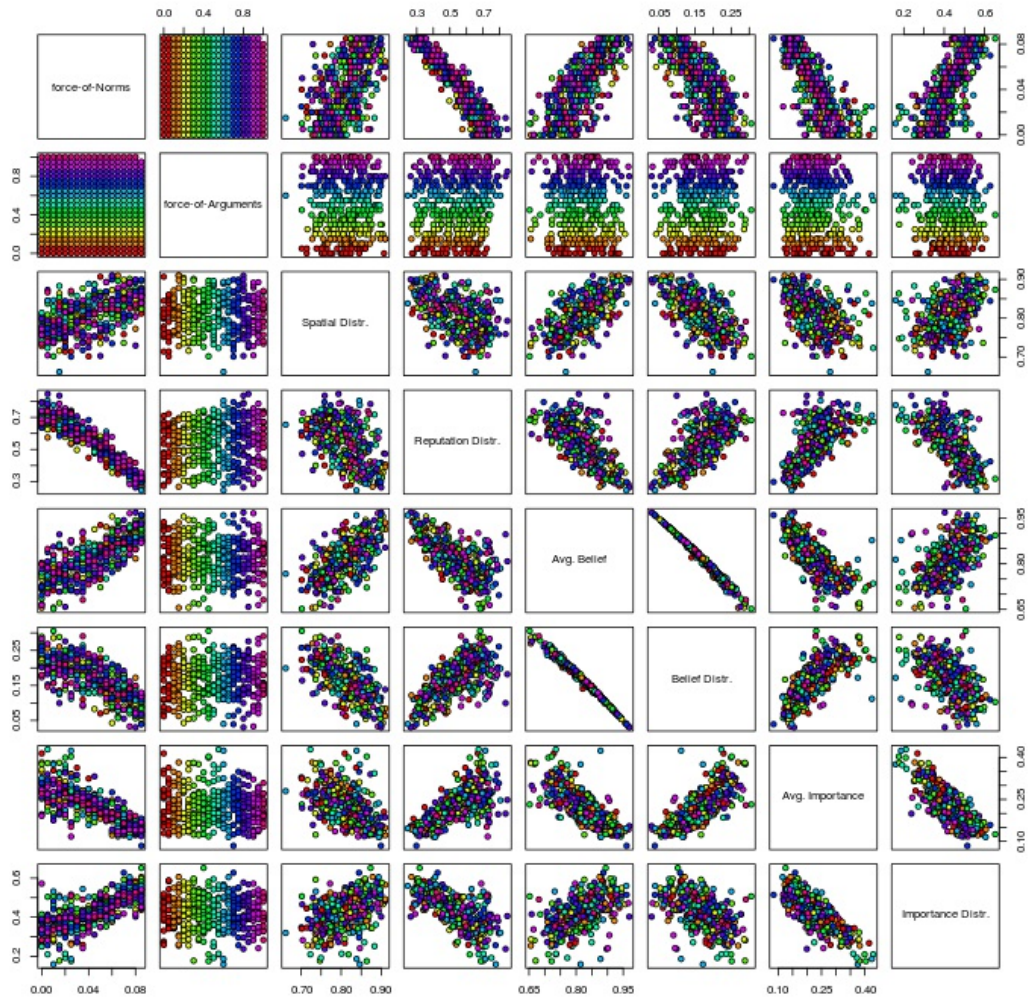 0.4 0.8 0.3 0.5 0.7 0.05 0.15 0.25 0.2 0.4 0.6
force-of-Norms
0.00 0.04 0.08
0.0 0.4 0.8
force-of-Arguments
Spatial Distr.
0.70 0.80 0.90
0.3 0.5 0.7
Reputation Distr.
Avg. Belief
0.65 0.80 0.95
0.05 0.15 0.25
Belief Distr.
Avg. Importance
0.10 0.25 0.40
0.2 0.4 0.6
Importance Distr.
0.00 0.04 0.08 0.70 0.80 0.90 0.65 0.80 0.95 0.10 0.25 0.40